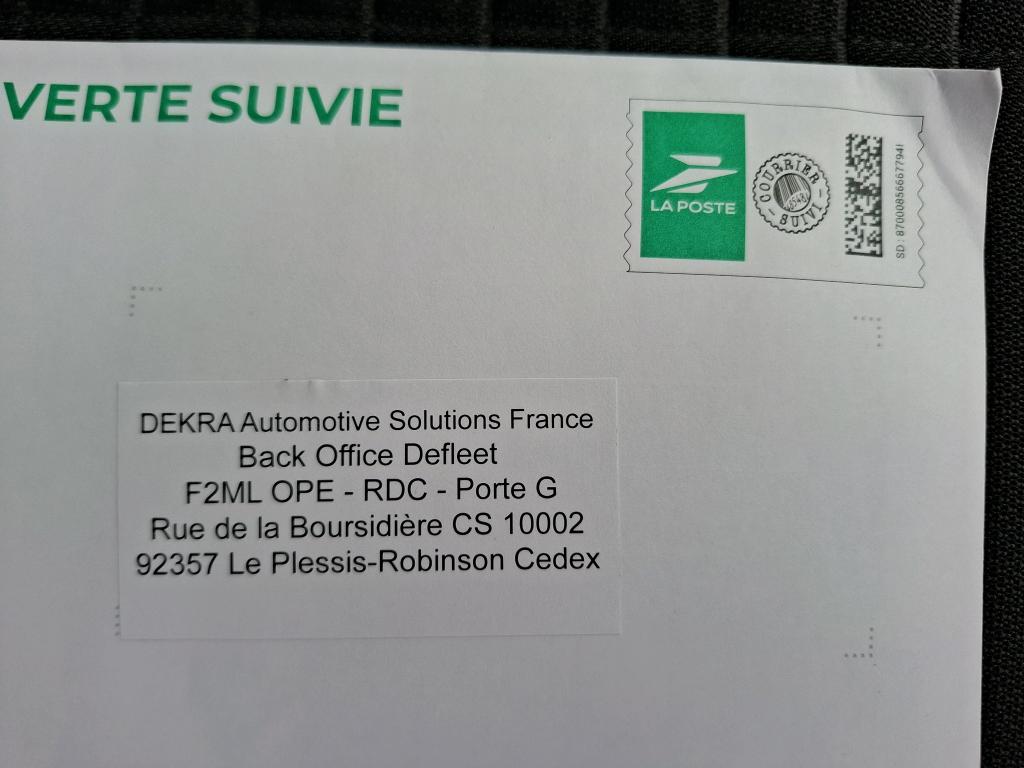 VERTE SUIVIE
LA POSTE
COURRIER
SUIVI
SD : 87000856667794!
DEKRA Automotive Solutions France
Back Office Defleet
F2ML OPE - RDC - Porte G
Rue de la Boursidière CS 10002
92357 Le Plessis-Robinson Cedex